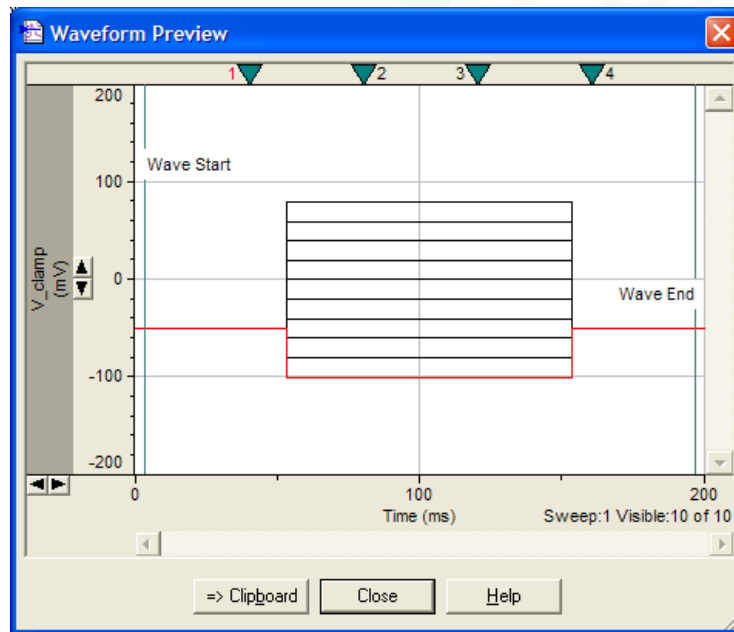 Waveform Preview
1 2 3 4
200
Wave Start
100
V_clamp
(mV)
0
Wave End
-100
-200
0 100 200
Time (ms) Sweep:1 Visible:10 of 10
=> Clipboard Close Help